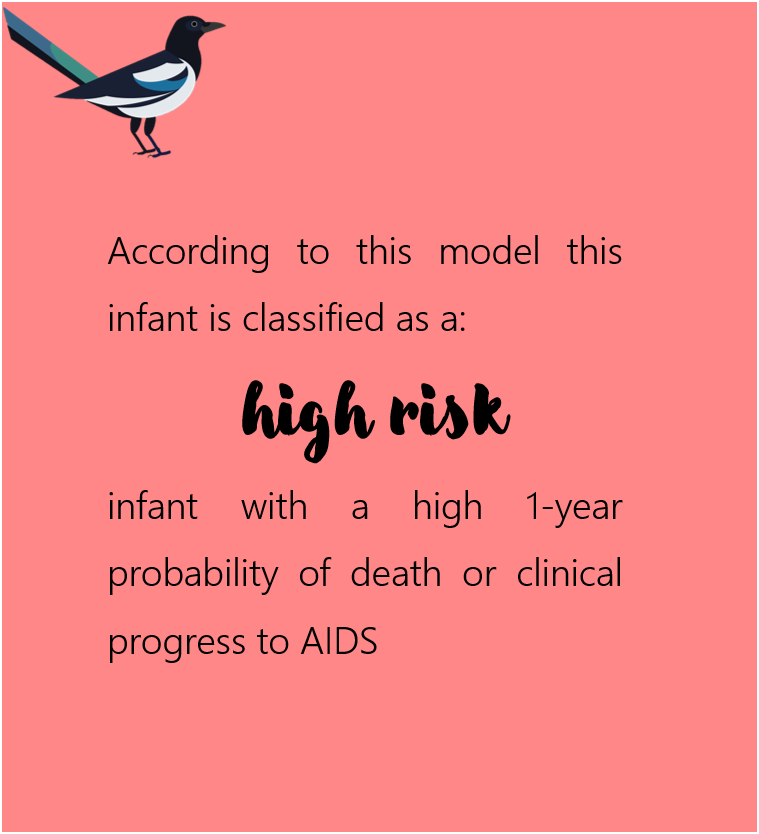 According to this model this
infant is classified as a:
high risk
infant with a high 1-year
probability of death or clinical
progress to AIDS